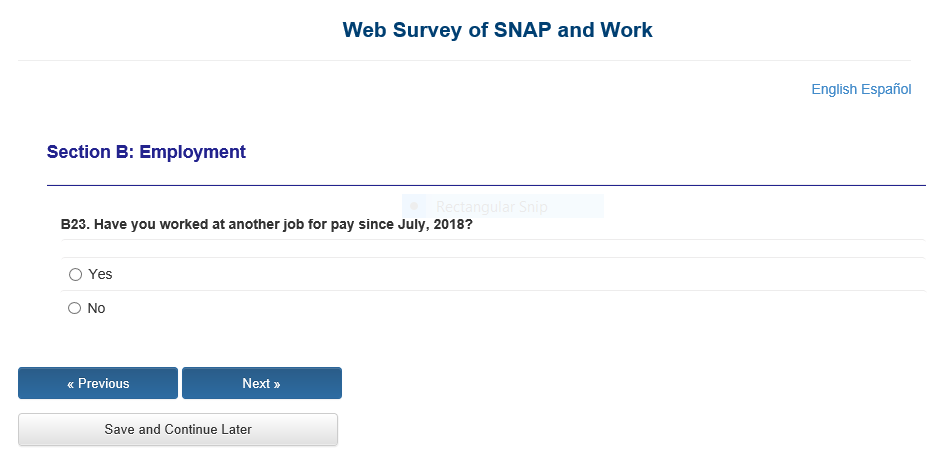 Web Survey of SNAP and Work
English Español
Section B: Employment
Rectangular Snip
B23. Have you worked at another job for pay since July, 2018?
Yes
No
« Previous
Next »
Save and Continue Later